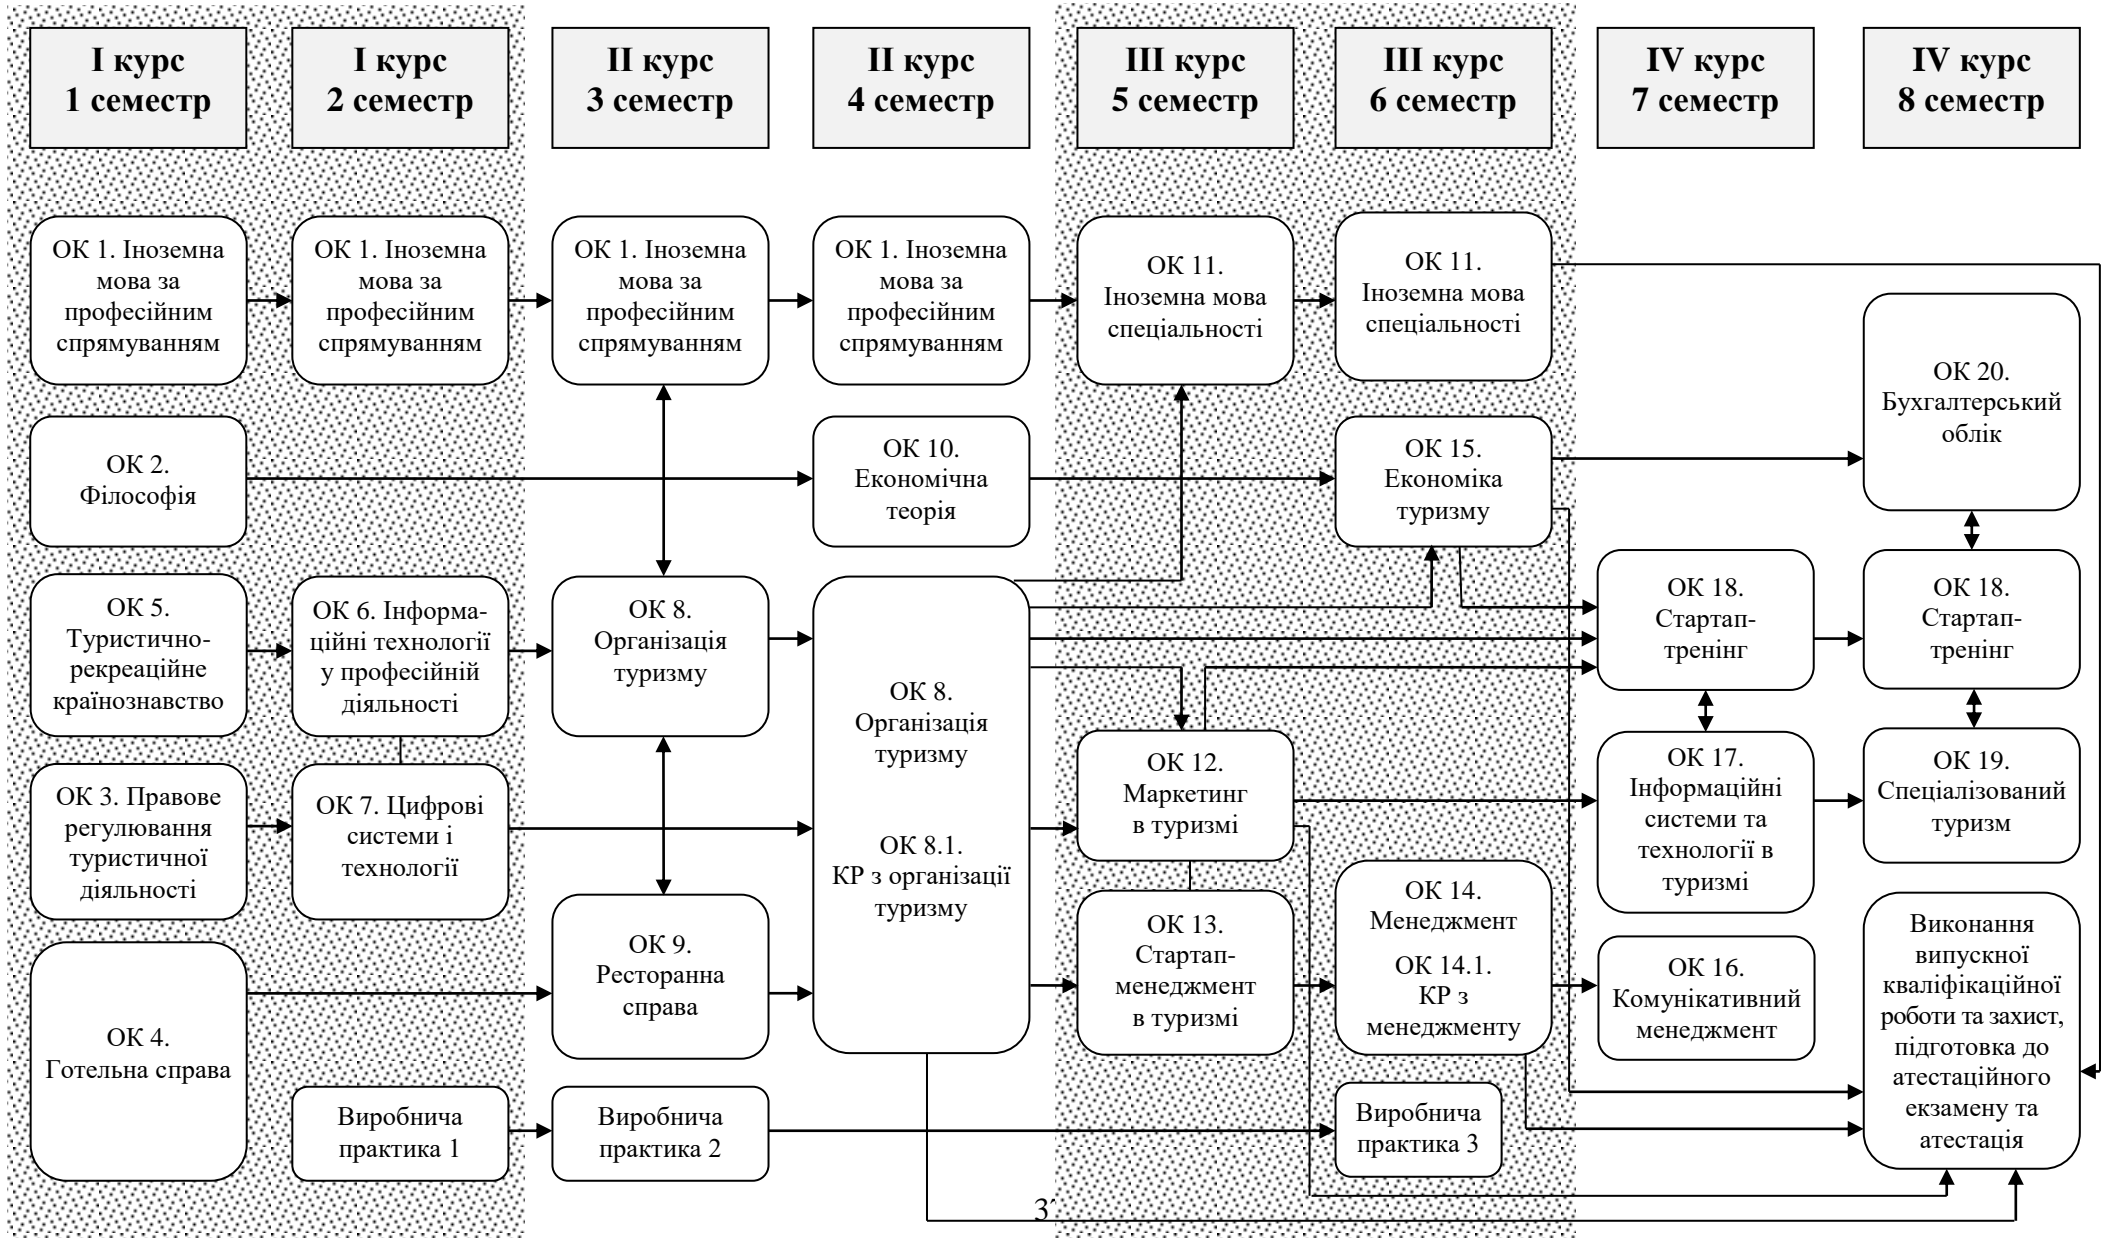 I курс
1 семестр
I курс
2 семестр
II курс
3 семестр
II курс
4 семестр
III курс
5 семестр
III курс
6 семестр
IV курс
7 семестр
IV курс
8 семестр
ОК 1. Іноземна
мова за
професійним
спрямуванням
ОК 1. Іноземна
мова за
професійним
спрямуванням
ОК 1. Іноземна
мова за
професійним
спрямуванням
ОК 1. Іноземна
мова за
професійним
спрямуванням
ОК 11.
Іноземна мова
спеціальності
ОК 11.
Іноземна мова
спеціальності
ОК 20.
Бухгалтерський
облік
ОК 2.
Філософія
ОК 10.
Економічна
теорія
ОК 15.
Економіка
туризму
ОК 5.
Туристично-
рекреаційне
країнознавство
ОК 6. Інформа-
ційні технології
у професійній
діяльності
ОК 8.
Організація
туризму
ОК 8.
Організація
туризму
ОК 8.1.
КР з організації
туризму
ОК 18.
Стартап-
тренінг
ОК 18.
Стартап-
тренінг
ОК 3. Правове
регулювання
туристичної
діяльності
ОК 7. Цифрові
системи і
технології
ОК 12.
Маркетинг
в туризмі
ОК 17.
Інформаційні
системи та
технології в
туризмі
ОК 19.
Спеціалізований
туризм
ОК 4.
Готельна справа
ОК 9.
Ресторанна
справа
ОК 13.
Стартап-
менеджмент
в туризмі
ОК 14.
Менеджмент
ОК 14.1.
КР з
менеджменту
ОК 16.
Комунікативний
менеджмент
Виконання
випускної
кваліфікаційної
роботи та захист,
підготовка до
атестаційного
екзамену та
атестація
Виробнича
практика 1
Виробнича
практика 2
Виробнича
практика 3